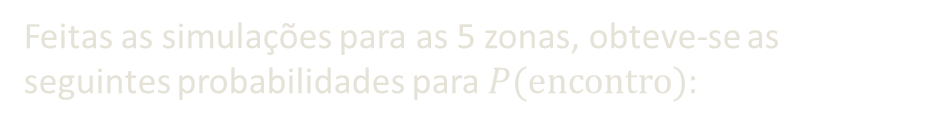 Feitas as simulações para as 5 zonas, obteve-se as
seguintes probabilidades para P(encontro):